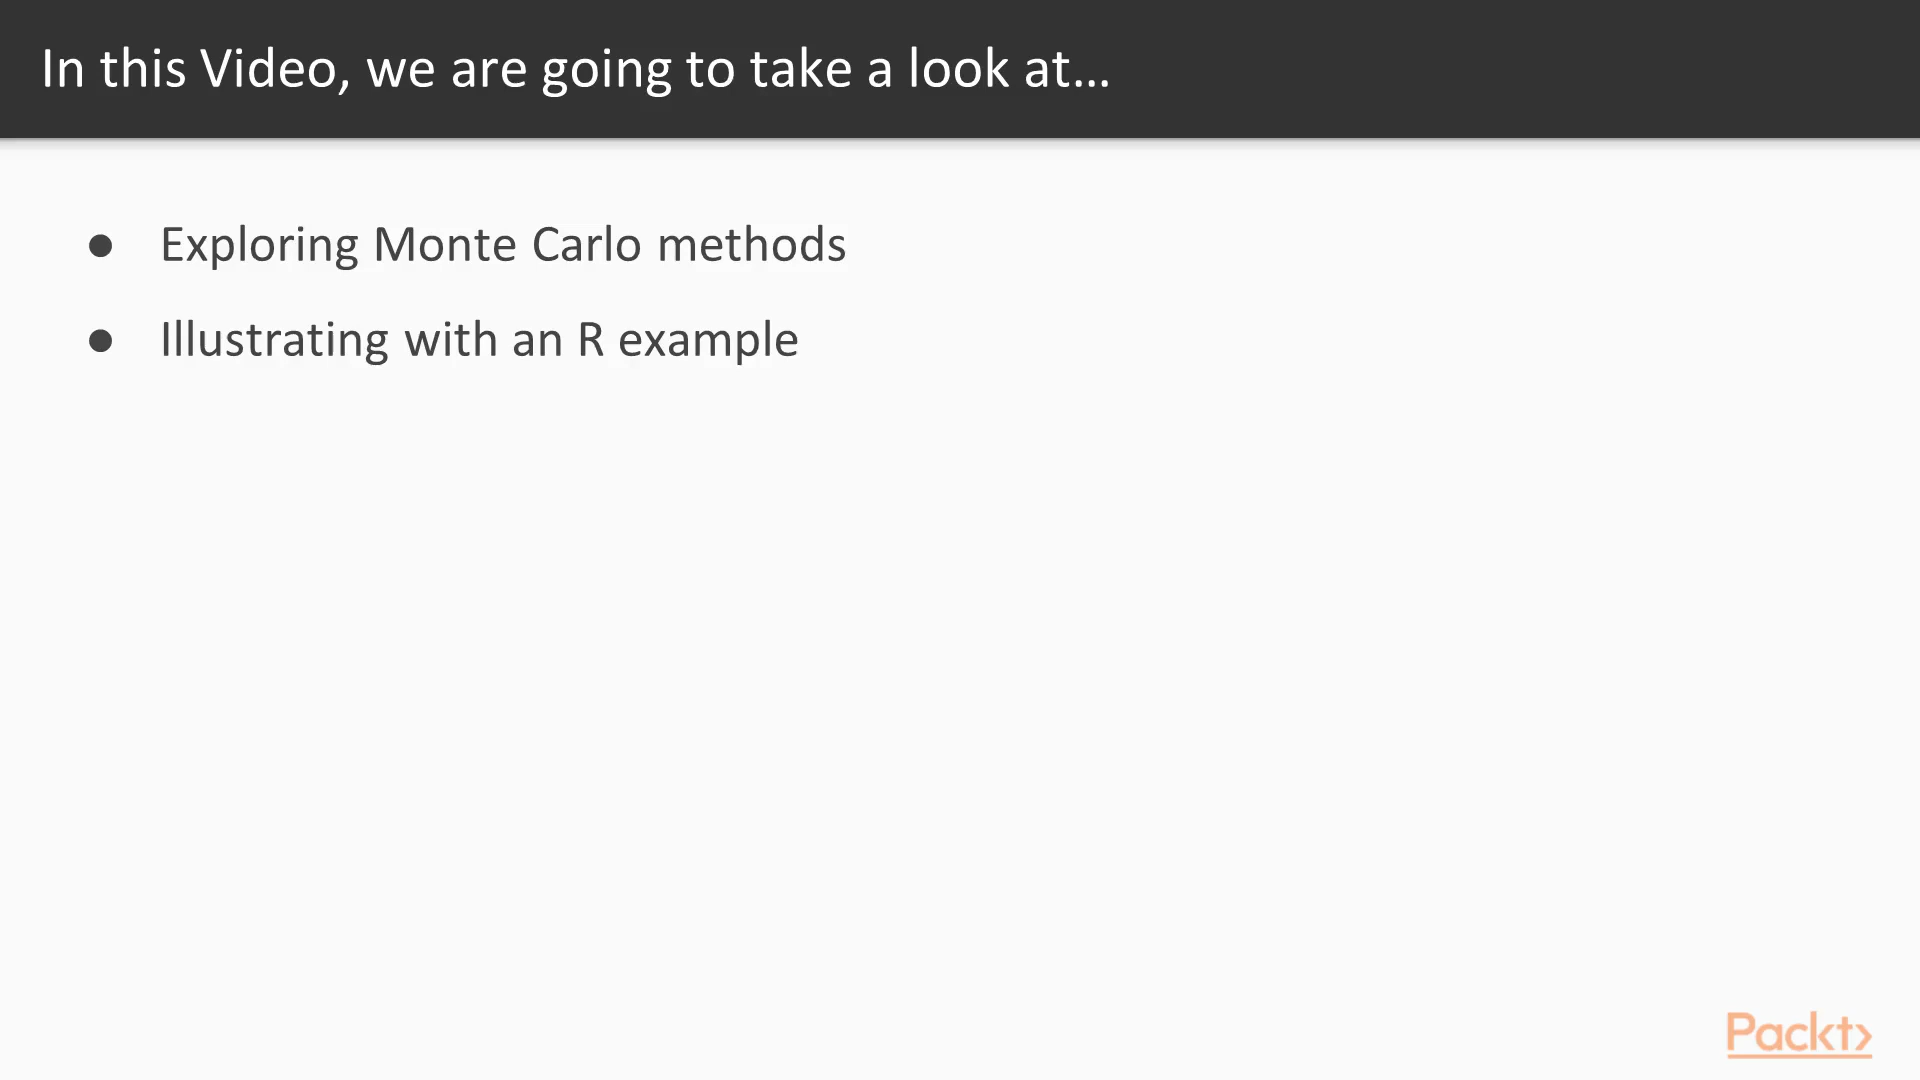 In this Video, we are going to take a look at...
● Exploring Monte Carlo methods
● Illustrating with an R example
Packt>